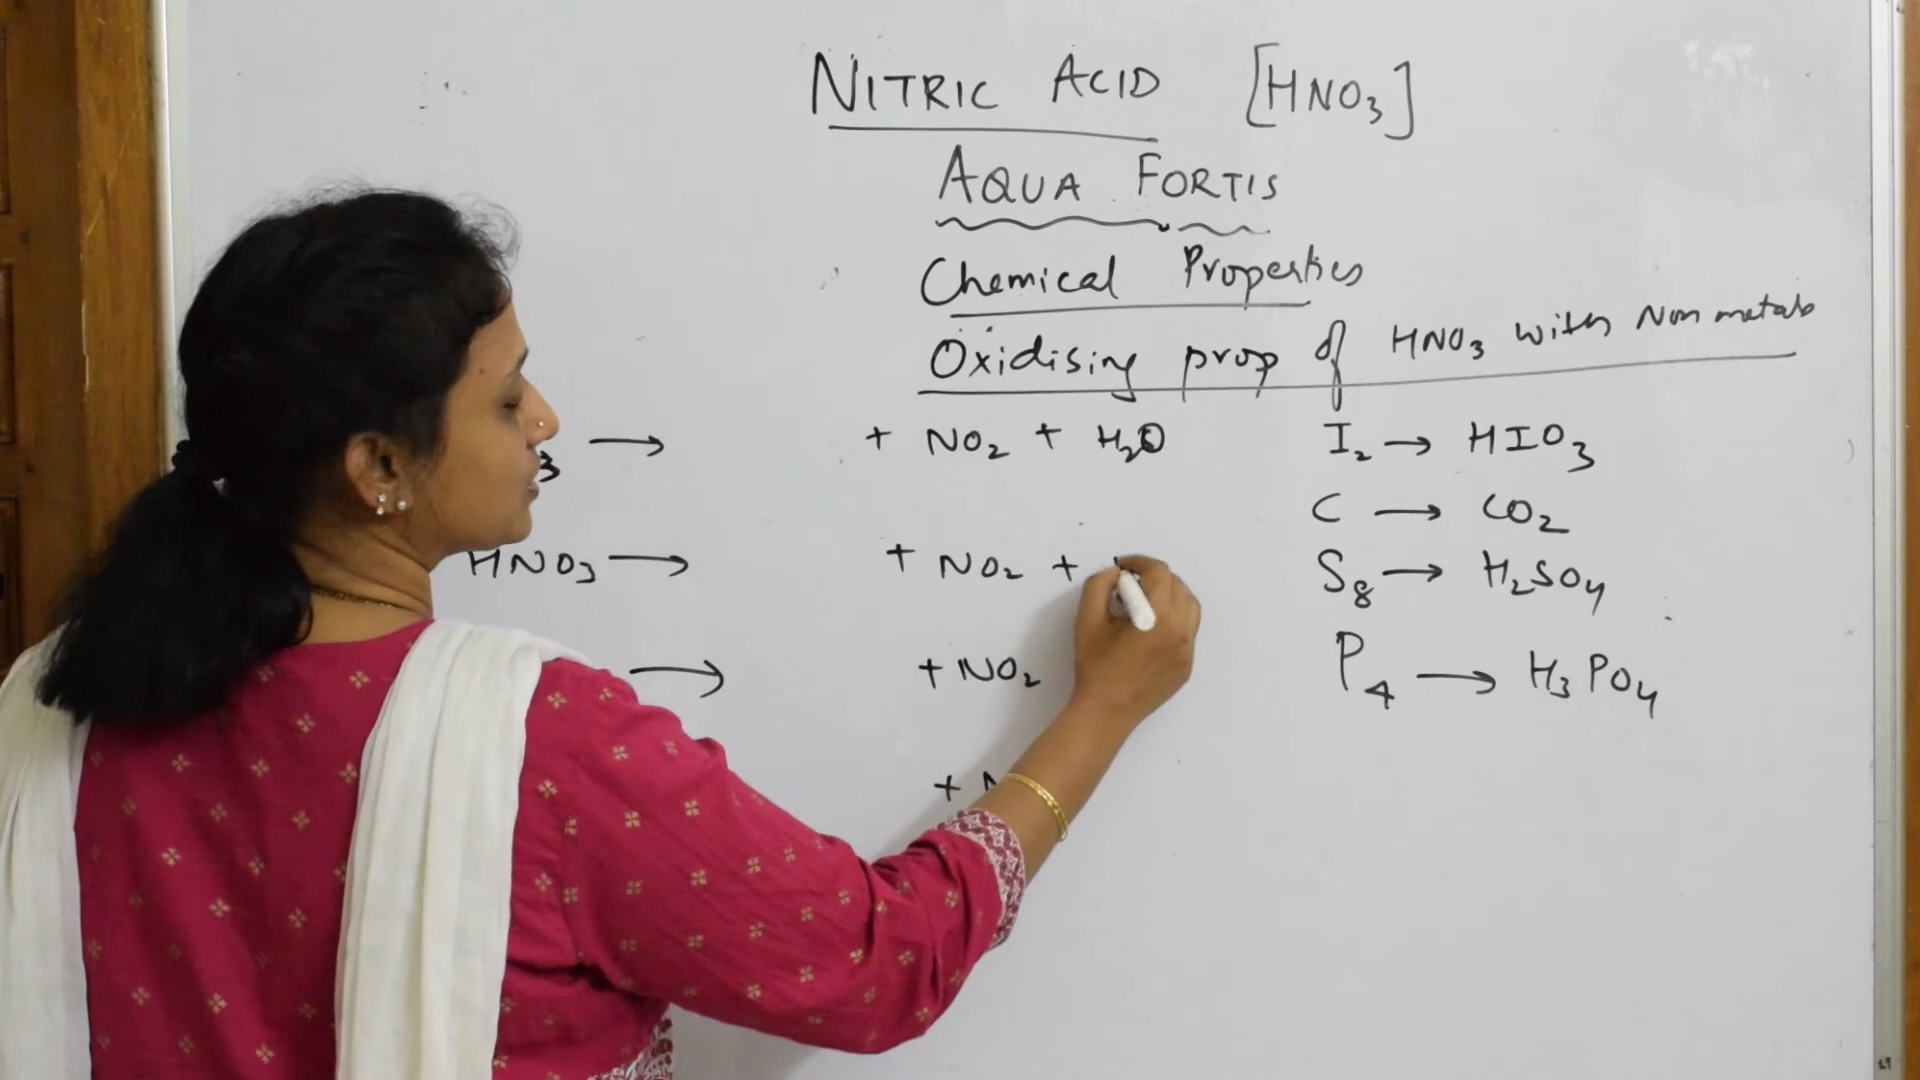 NITRIC ACID [HNO₃]
AQUA FORTIS
Chemical Properties
Oxidising prop of HNO₃ with Non metals
3 → + NO₂ + H₂O
I₂ → HIO₃
C → CO₂
HNO₃ → + NO₂ +
S₈ → H₂SO₄
→ + NO₂
P₄ → H₃PO₄
+